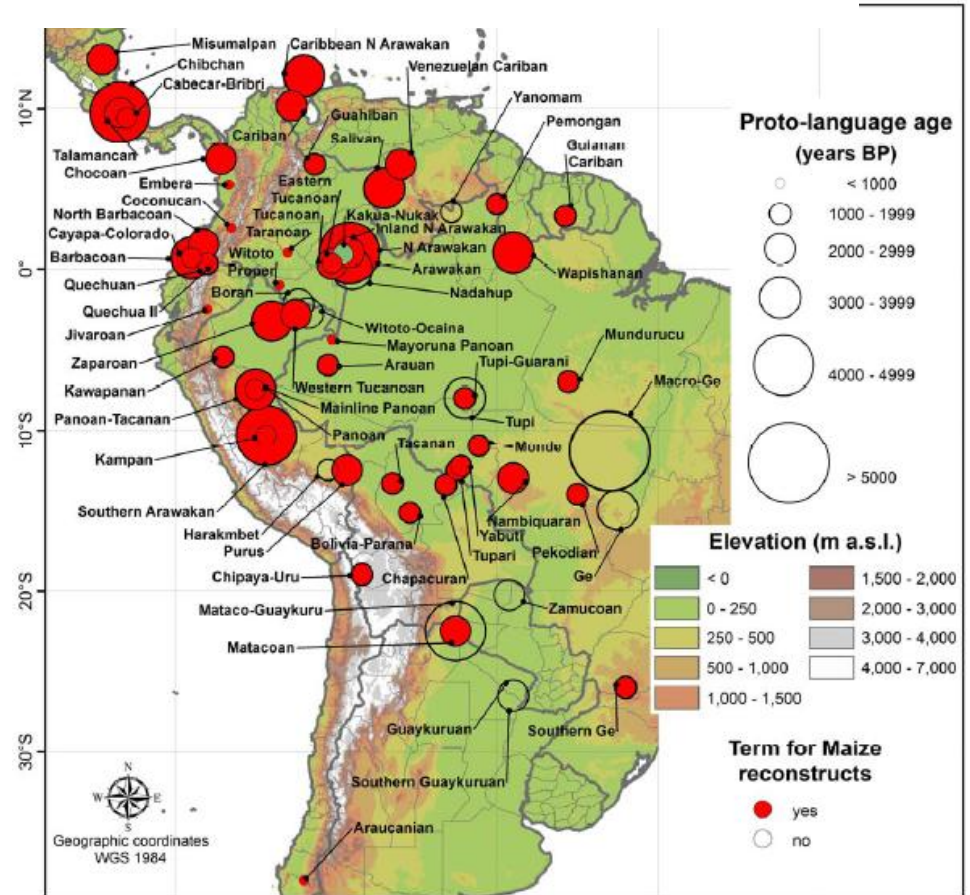 Misumalpan
Caribbean N Arawakan
Chibchan
Venezuelan Cariban
Cabecar-Bribri
Yanomam
10°N
Guahiban
Pemongan
Cariban
Salivan
Guianan
Cariban
Talamancan
Chocoan
Eastern
Tucanoan
Embera
Coconucan
Tucanoan
Kakua-Nukak
North Barbacoan
Taranoan
Inland N Arawakan
Cayapa-Colorado
Witoto
Proper
N Arawakan
Barbacoan
Arawakan
Wapishanan
0°
Quechuan
Boran
Nadahup
Quechua II
Witoto-Ocaina
Jivaroan
Mayoruna Panoan
Mundurucu
Zaparoan
Arauan
Tupi-Guarani
Macro-Ge
Kawapanan
Western Tucanoan
Panoan-Tacanan
Mainline Panoan
Tupi
10°S
Panoan
Tacanan
Monde
Kampan
Southern Arawakan
Nambiquaran
Harakmbet
Yabuti
Purus
Bolivia-Parana
Tupari
Pekodian
Chipaya-Uru
Chapacuran
Ge
20°S
Mataco-Guaykuru
Zamucoan
Matacoan
Guaykuruan
Southern Ge
30°S
Southern Guaykuruan
Araucanian
N
W E
S
Geographic coordinates
WGS 1984
Proto-language age
(years BP)
< 1000
1000 - 1999
2000 - 2999
3000 - 3999
4000 - 4999
> 5000
Elevation (m a.s.l.)
< 0
1,500 - 2,000
0 - 250
2,000 - 3,000
250 - 500
3,000 - 4,000
500 - 1,000
4,000 - 7,000
1,000 - 1,500
Term for Maize
reconstructs
yes
no